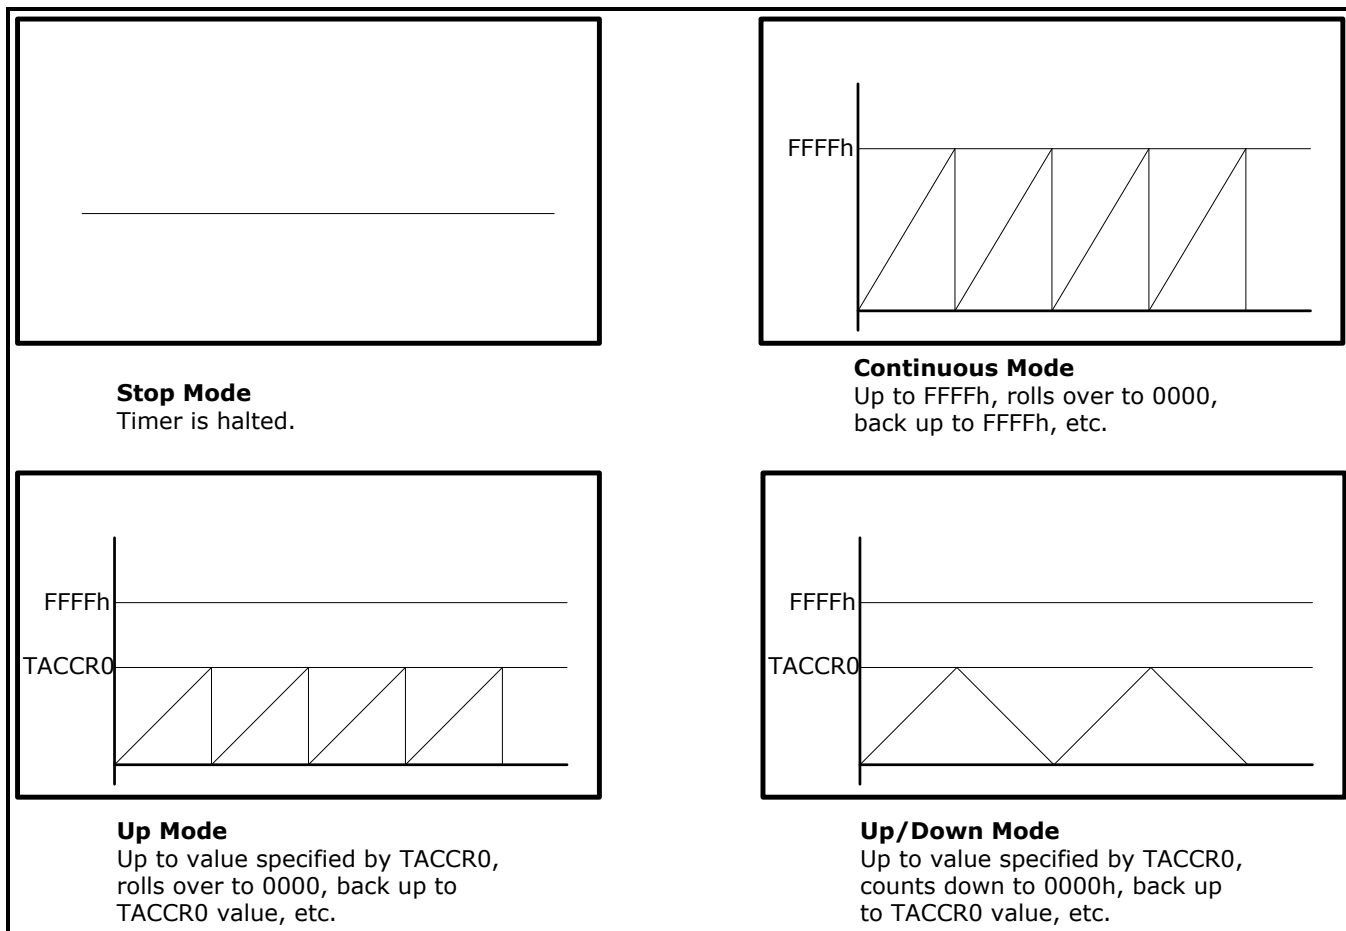 Stop Mode
Timer is halted.
FFFFh
Continuous Mode
Up to FFFFh, rolls over to 0000,
back up to FFFFh, etc.
FFFFh
TACCR0
Up Mode
Up to value specified by TACCR0,
rolls over to 0000, back up to
TACCR0 value, etc.
FFFFh
TACCR0
Up/Down Mode
Up to value specified by TACCR0,
counts down to 0000h, back up
to TACCR0 value, etc.